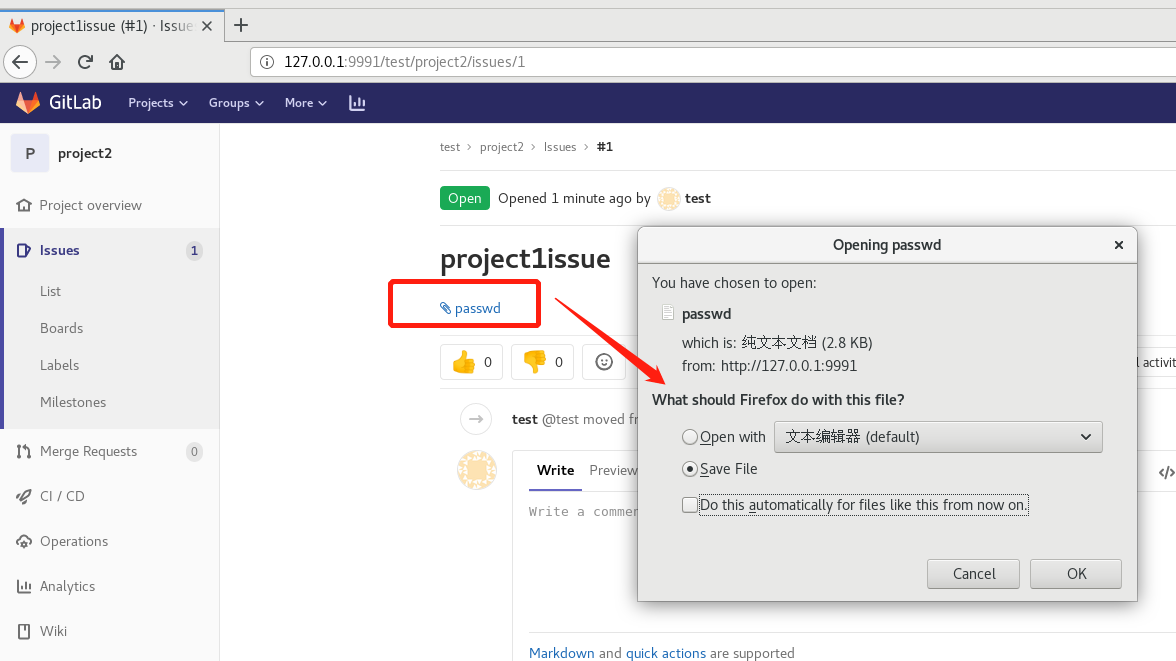 project1issue (#1) · Issue
127.0.0.1:9991/test/project2/issues/1
GitLab
Projects
Groups
More
P
project2
Project overview
Issues
1
List
Boards
Labels
Milestones
Merge Requests
0
CI / CD
Operations
Analytics
Wiki
test › project2 › Issues › #1
Open
Opened 1 minute ago by test
project1issue
passwd
0
0
test @test moved fr
Write
Preview
Write a commen
Markdown and quick actions are supported
Opening passwd
You have chosen to open:
passwd
which is: 纯文本文档 (2.8 KB)
from: http://127.0.0.1:9991
What should Firefox do with this file?
Open with 文本编辑器 (default)
Save File
Do this automatically for files like this from now on.
Cancel
OK